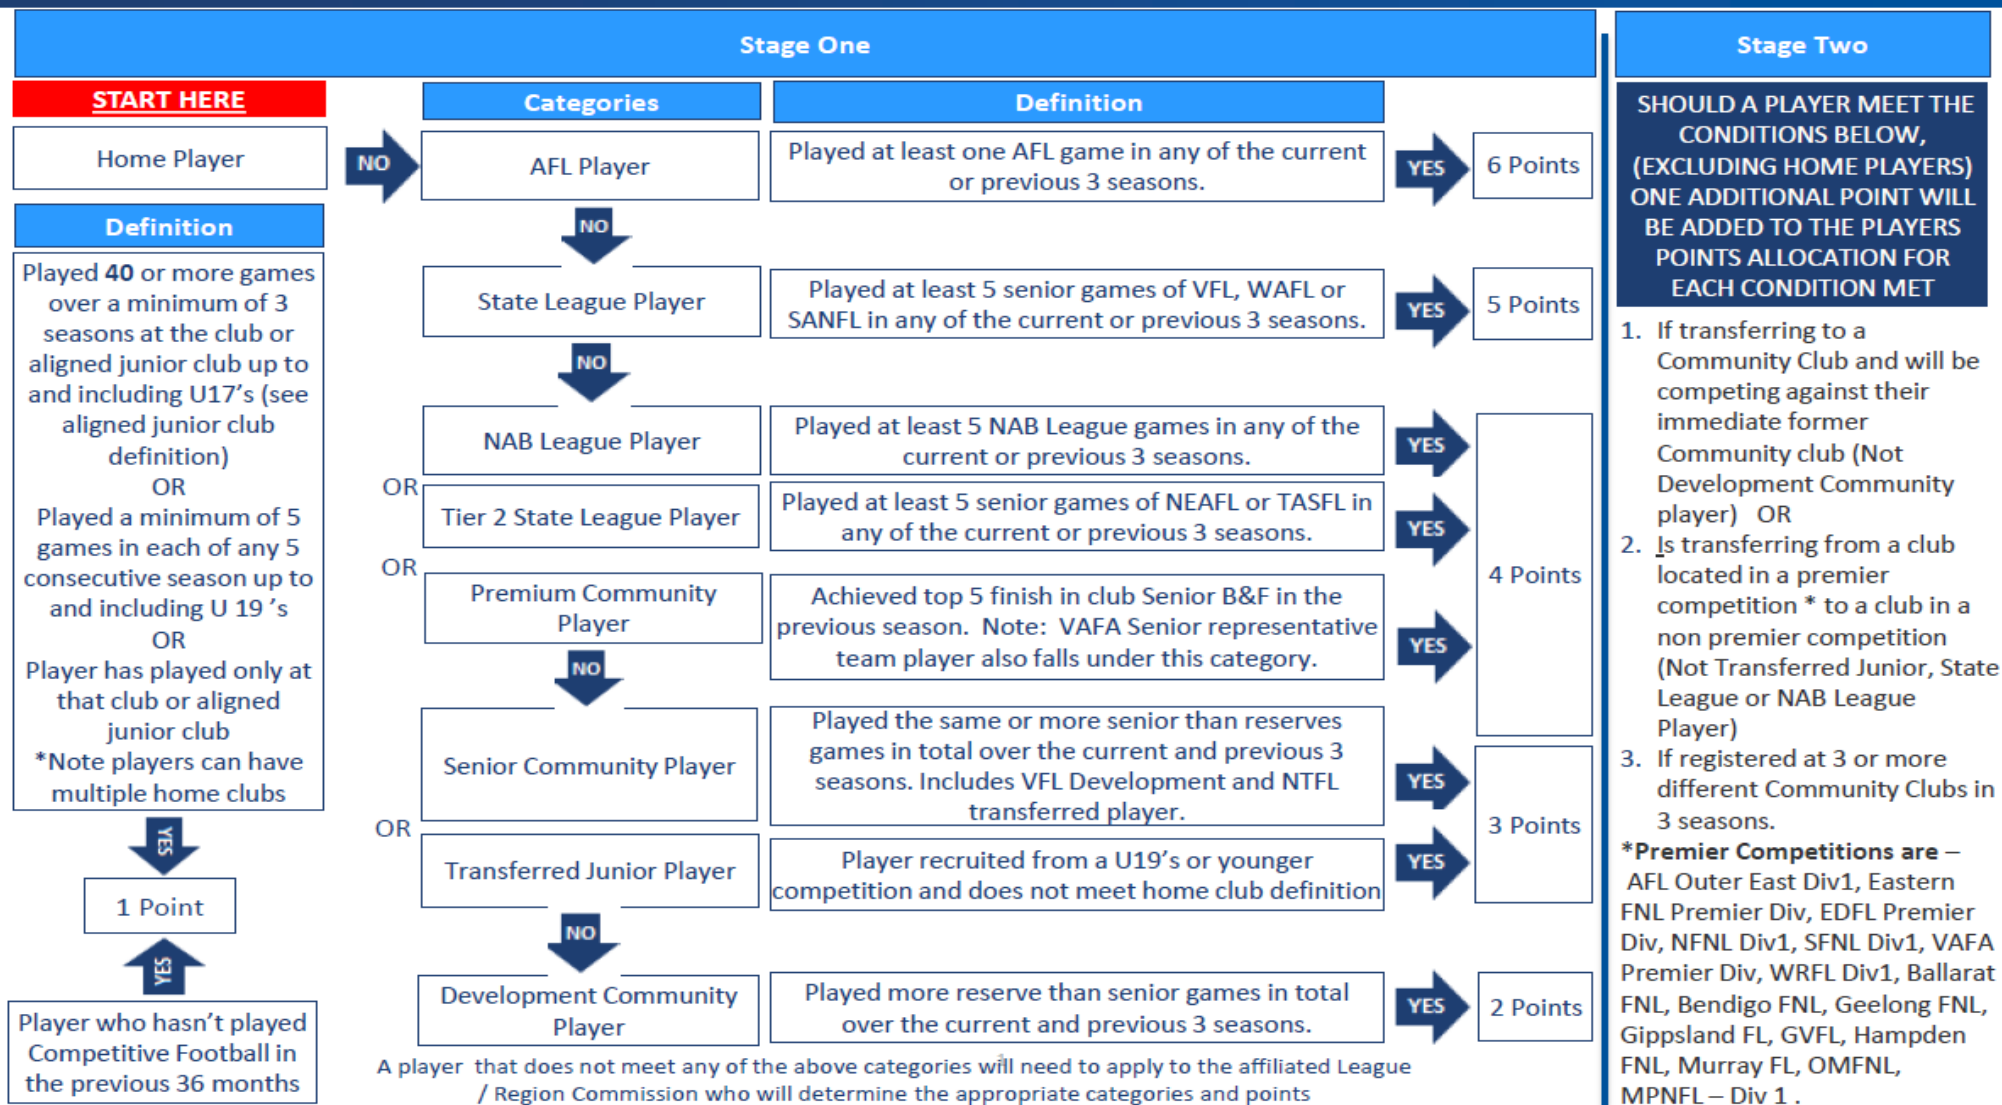 Stage One
START HERE
Home Player
Definition
Played 40 or more games
over a minimum of 3
seasons at the club or
aligned junior club up to
and including U17's (see
aligned junior club
definition)
OR
Played a minimum of 5
games in each of any 5
consecutive season up to
and including U 19 's
OR
Player has played only at
that club or aligned
junior club
*Note players can have
multiple home clubs
YES
1 Point
YES
Player who hasn't played
Competitive Football in
the previous 36 months
NO
Categories
Definition
AFL Player
Played at least one AFL game in any of the current
or previous 3 seasons.
YES
6 Points
NO
State League Player
Played at least 5 senior games of VFL, WAFL or
SANFL in any of the current or previous 3 seasons.
YES
5 Points
NO
NAB League Player
Played at least 5 NAB League games in any of the
current or previous 3 seasons.
YES
OR
Tier 2 State League Player
Played at least 5 senior games of NEAFL or TASFL in
any of the current or previous 3 seasons.
YES
OR
Premium Community
Player
Achieved top 5 finish in club Senior B&F in the
previous season. Note: VAFA Senior representative
team player also falls under this category.
YES
4 Points
NO
Senior Community Player
Played the same or more senior than reserves
games in total over the current and previous 3
seasons. Includes VFL Development and NTFL
transferred player.
YES
OR
Transferred Junior Player
Player recruited from a U19's or younger
competition and does not meet home club definition
YES
3 Points
NO
Development Community
Player
Played more reserve than senior games in total
over the current and previous 3 seasons.
YES
2 Points
A player that does not meet any of the above categories will need to apply to the affiliated League
/ Region Commission who will determine the appropriate categories and points
1
Stage Two
SHOULD A PLAYER MEET THE
CONDITIONS BELOW,
(EXCLUDING HOME PLAYERS)
ONE ADDITIONAL POINT WILL
BE ADDED TO THE PLAYERS
POINTS ALLOCATION FOR
EACH CONDITION MET
1. If transferring to a
Community Club and will be
competing against their
immediate former
Community club (Not
Development Community
player) OR
2. Is transferring from a club
located in a premier
competition * to a club in a
non premier competition
(Not Transferred Junior, State
League or NAB League
Player)
3. If registered at 3 or more
different Community Clubs in
3 seasons.
*Premier Competitions are –
AFL Outer East Div1, Eastern
FNL Premier Div, EDFL Premier
Div, NFNL Div1, SFNL Div1, VAFA
Premier Div, WRFL Div1, Ballarat
FNL, Bendigo FNL, Geelong FNL,
Gippsland FL, GVFL, Hampden
FNL, Murray FL, OMFNL,
MPNFL – Div 1 .